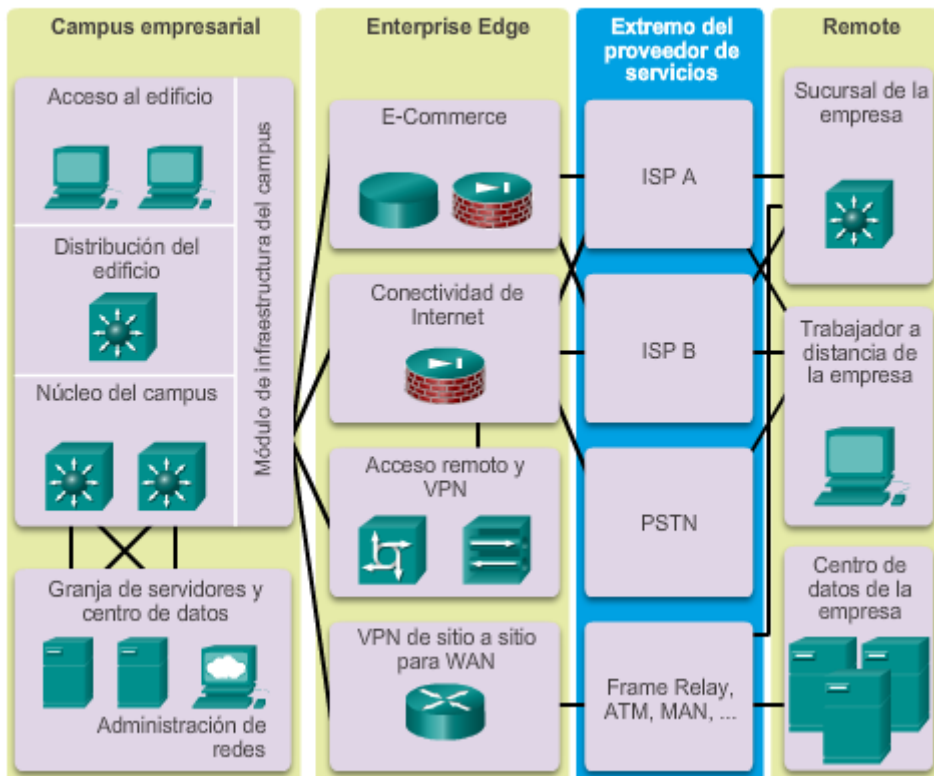 Campus empresarial
Acceso al edificio
Distribución del
edificio
Núcleo del campus
Módulo de infraestructura del campus
Granja de servidores y
centro de datos
Administración de
redes
Enterprise Edge
E-Commerce
Conectividad de
Internet
Acceso remoto y
VPN
VPN de sitio a sitio
para WAN
Extremo del
proveedor de
servicios
ISP A
ISP B
PSTN
Frame Relay,
ATM, MAN, ...
Remote
Sucursal de la
empresa
Trabajador a
distancia de
la empresa
Centro de
datos de la
empresa